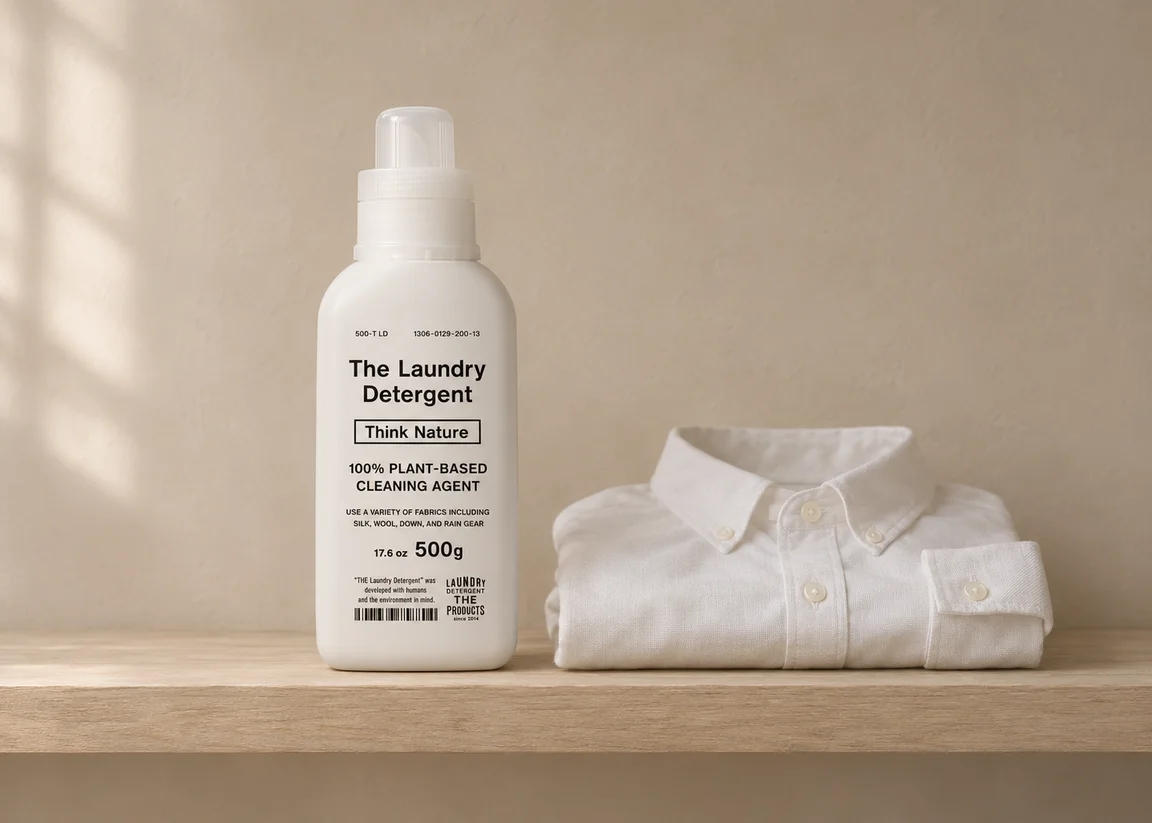 500-T LD 1306-0129-200-13
The Laundry
Detergent
Think Nature
100% PLANT-BASED
CLEANING AGENT
USE A VARIETY OF FABRICS INCLUDING
SILK, WOOL, DOWN, AND RAIN GEAR
17.6 oz 500g
"THE Laundry Detergent" was
developed with humans
and the environment in mind.
LAUNDRY
DETERGENT
THE
PRODUCTS
since 2014